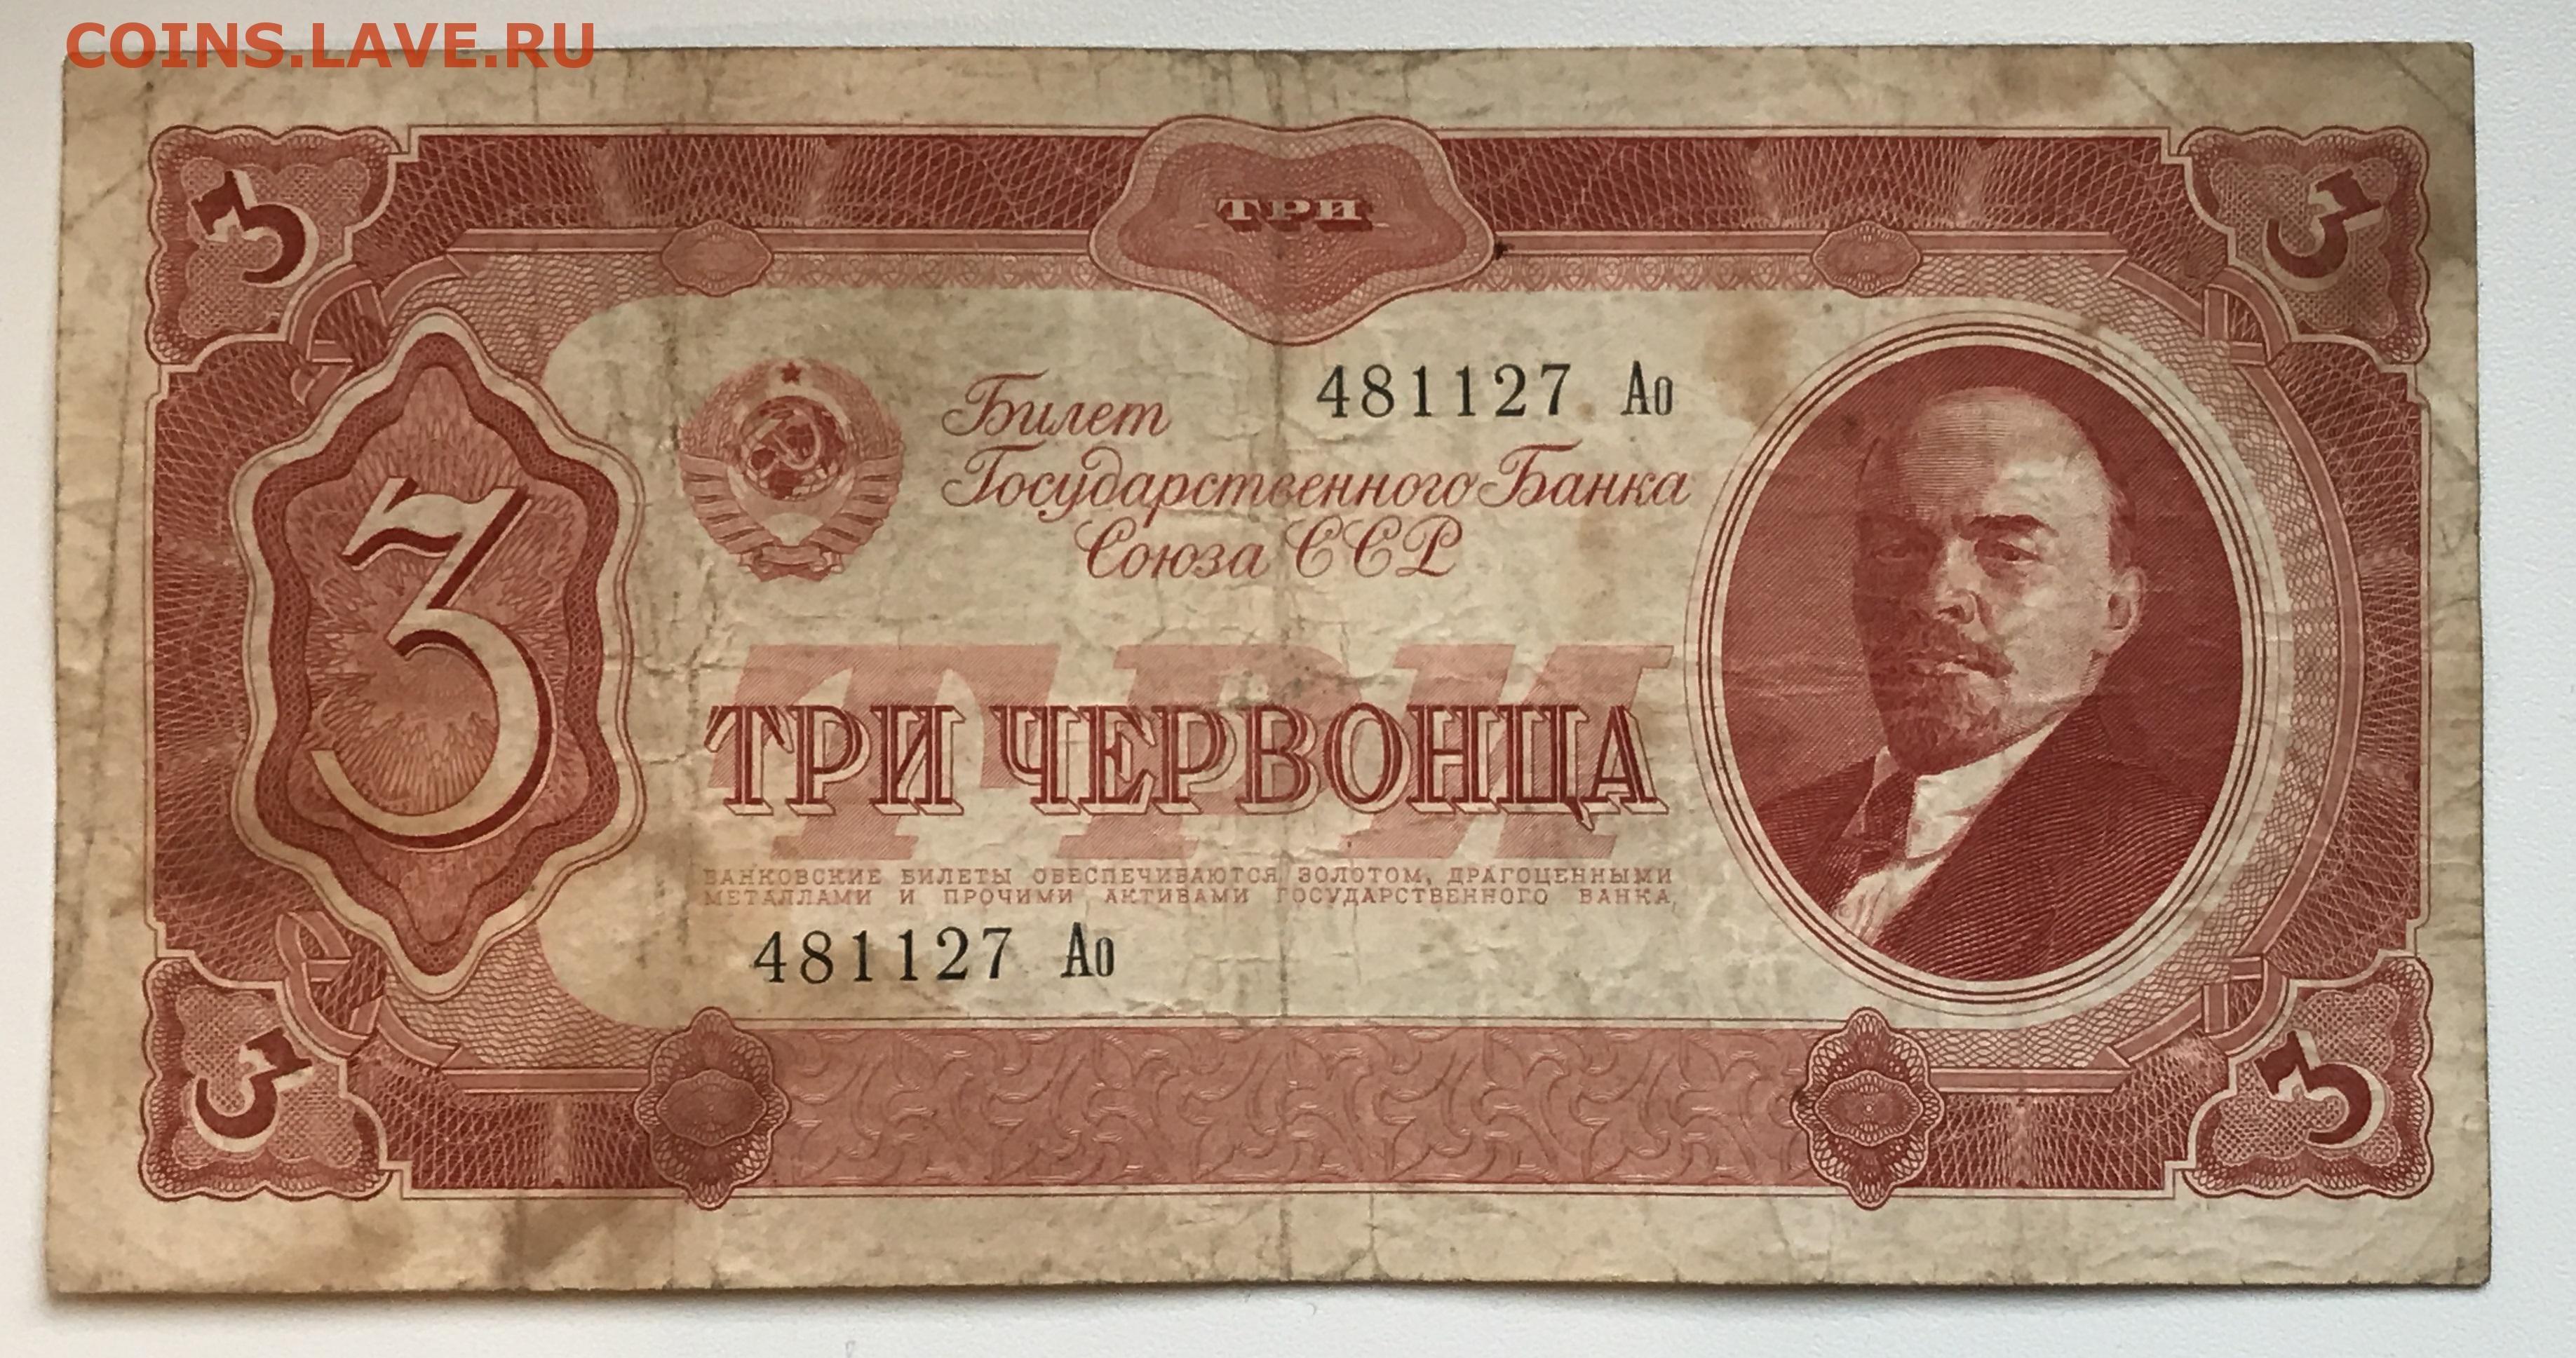 COINS.LAVE.RU
3
ТРИ
3
481127 Ао
Билет
Государственного Банка
Союза ССР
3
ТРИ
ТРИ ЧЕРВОНЦА
БАНКОВСКИЕ БИЛЕТЫ ОБЕСПЕЧИВАЮТСЯ ЗОЛОТОМ, ДРАГОЦЕННЫМИ
МЕТАЛЛАМИ И ПРОЧИМИ АКТИВАМИ ГОСУДАРСТВЕННОГО БАНКА
481127 Ао
3
3